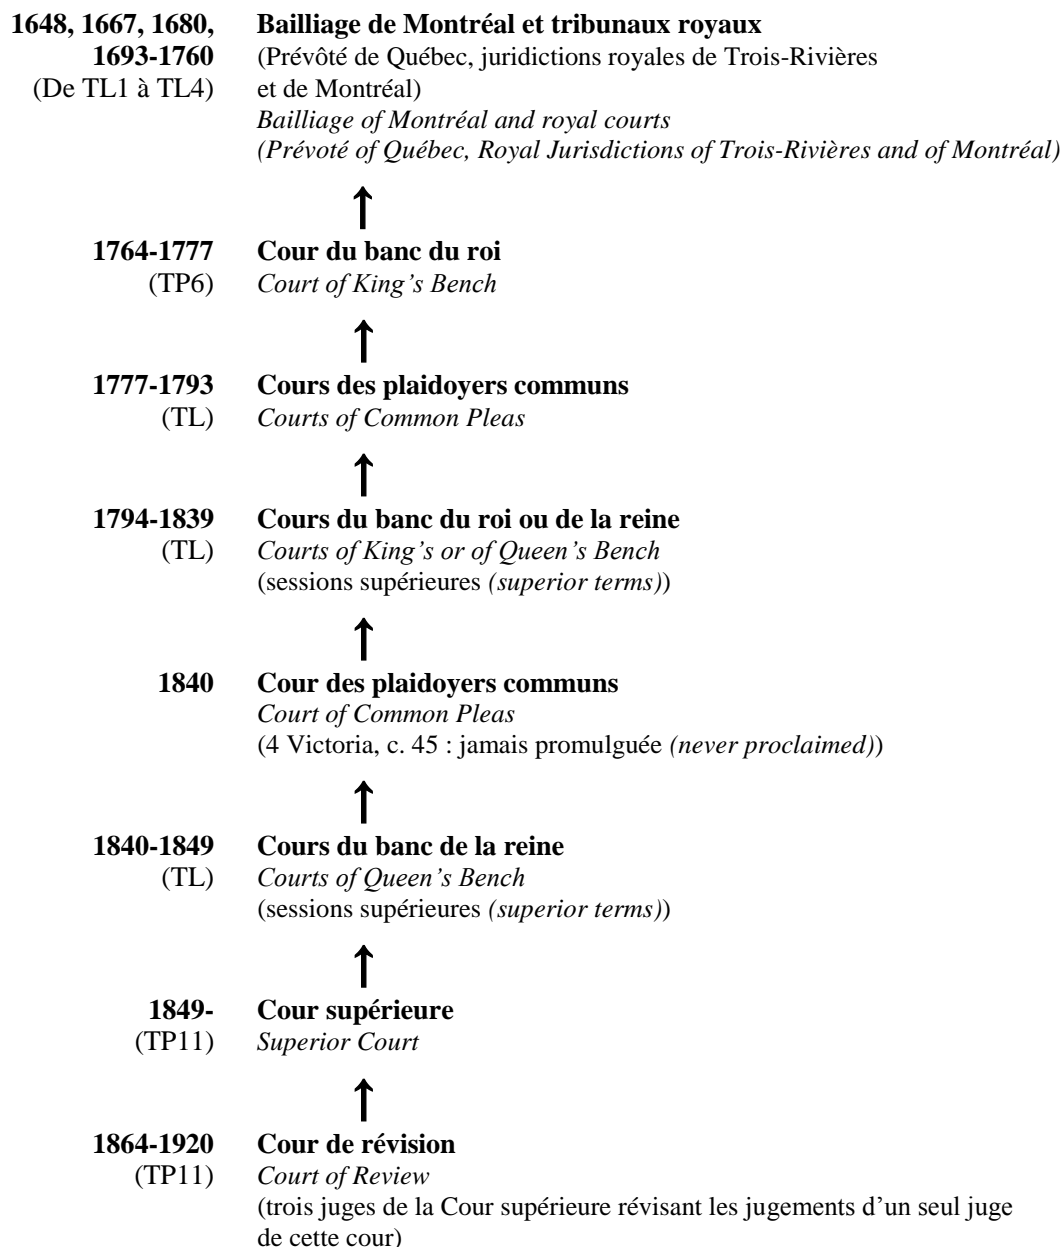 1648, 1667, 1680, Bailliage de Montréal et tribunaux royaux
1693-1760 (Prévôté de Québec, juridictions royales de Trois-Rivières
(De TL1 à TL4) et de Montréal)
Bailliage of Montréal and royal courts
(Prévoté of Québec, Royal Jurisdictions of Trois-Rivières and of Montréal)
↑
1764-1777 Cour du banc du roi
(TP6) Court of King’s Bench
↑
1777-1793 Cours des plaidoyers communs
(TL) Courts of Common Pleas
↑
1794-1839 Cours du banc du roi ou de la reine
(TL) Courts of King’s or of Queen’s Bench
(sessions supérieures (superior terms))
↑
1840 Cour des plaidoyers communs
Court of Common Pleas
(4 Victoria, c. 45 : jamais promulguée (never proclaimed))
↑
1840-1849 Cours du banc de la reine
(TL) Courts of Queen’s Bench
(sessions supérieures (superior terms))
↑
1849- Cour supérieure
(TP11) Superior Court
↑
1864-1920 Cour de révision
(TP11) Court of Review
(trois juges de la Cour supérieure révisant les jugements d’un seul juge
de cette cour)